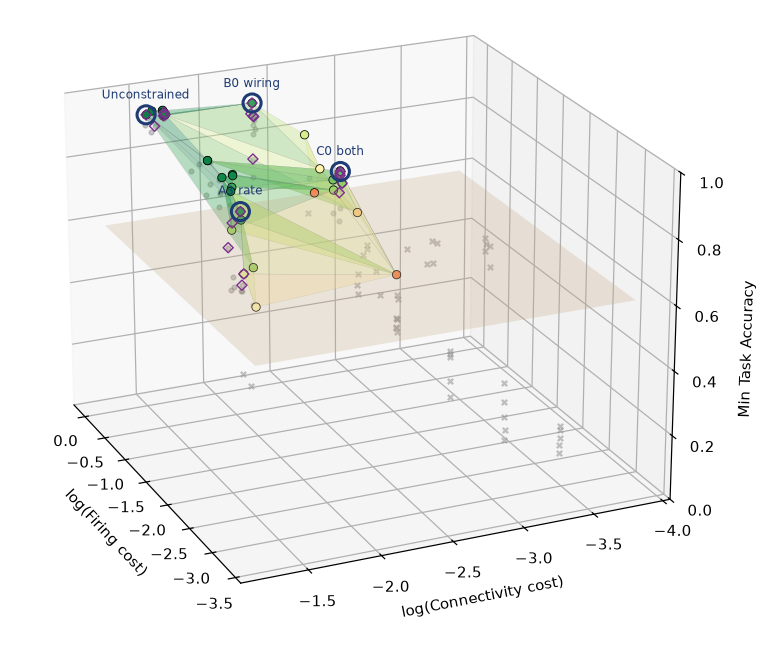 B0 wiring
Unconstrained
C0 both
rate
1.0
0.8
0.6
0.4
0.2
0.0
Min Task Accuracy
0.0
−0.5
−1.0
−1.5
−2.0
−2.5
−3.0
−3.5
log(Firing cost)
−1.5
−2.0
−2.5
−3.0
−3.5
−4.0
log(Connectivity cost)